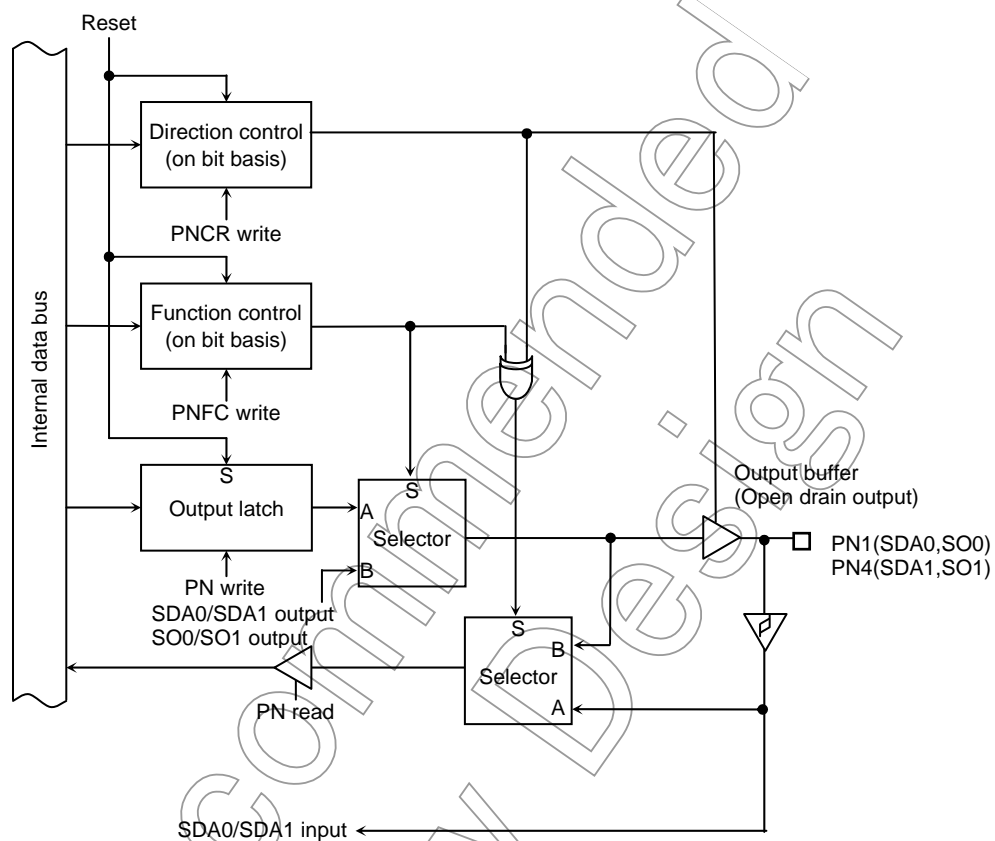 Reset
Direction control
(on bit basis)
PNCR write
Function control
(on bit basis)
PNFC write
Internal data bus
S
Output latch
PN write
SDA0/SDA1 output
SO0/SO1 output
S
A
Selector
B
Output buffer
(Open drain output)
PN1(SDA0,SO0)
PN4(SDA1,SO1)
S
B
Selector
A
PN read
SDA0/SDA1 input
commended
w Design